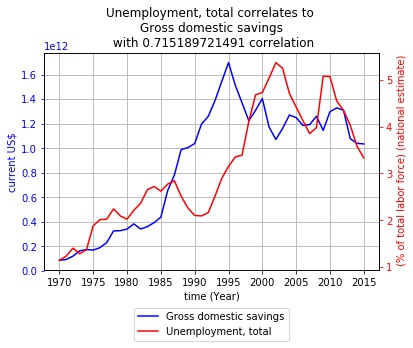 Unemployment, total correlates to
Gross domestic savings
with 0.715189721491 correlation
1e12
1.6
1.4
1.2
1.0
0.8
0.6
0.4
0.2
0.0
current US$
5
4
3
2
1
(% of total labor force) (national estimate)
1970 1975 1980 1985 1990 1995 2000 2005 2010 2015
time (Year)
Gross domestic savings
Unemployment, total